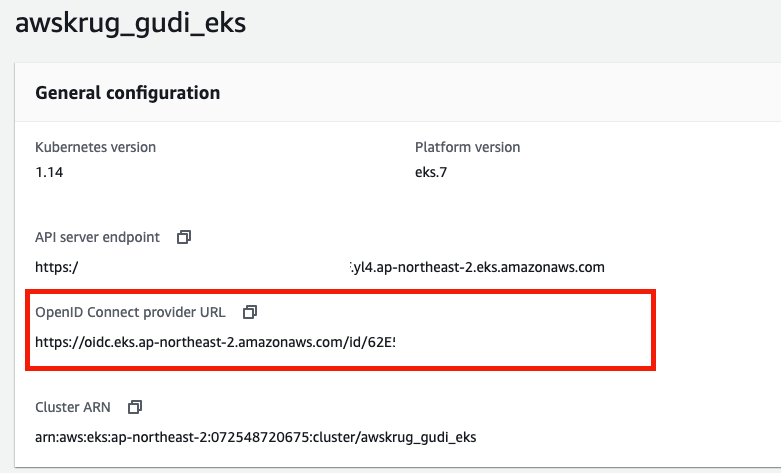 awskrug_gudi_eks
General configuration
Kubernetes version
1.14
Platform version
eks.7
API server endpoint
https:/ .yl4.ap-northeast-2.eks.amazonaws.com
OpenID Connect provider URL
https://oidc.eks.ap-northeast-2.amazonaws.com/id/62E
Cluster ARN
arn:aws:eks:ap-northeast-2:072548720675:cluster/awskrug_gudi_eks